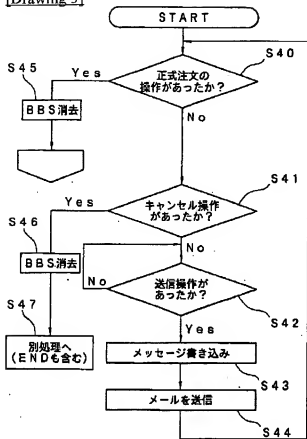 [Drawing 5]
START
S40
正式注文の
操作があったか?
Yes
S45
BBS消去
No
S41
キャンセル操作
があったか?
Yes
S46
BBS消去
No
No
送信操作が
あったか?
S42
S47
別処理へ
(ENDも含む)
Yes
メッセージ書き込み
S43
メールを送信
S44